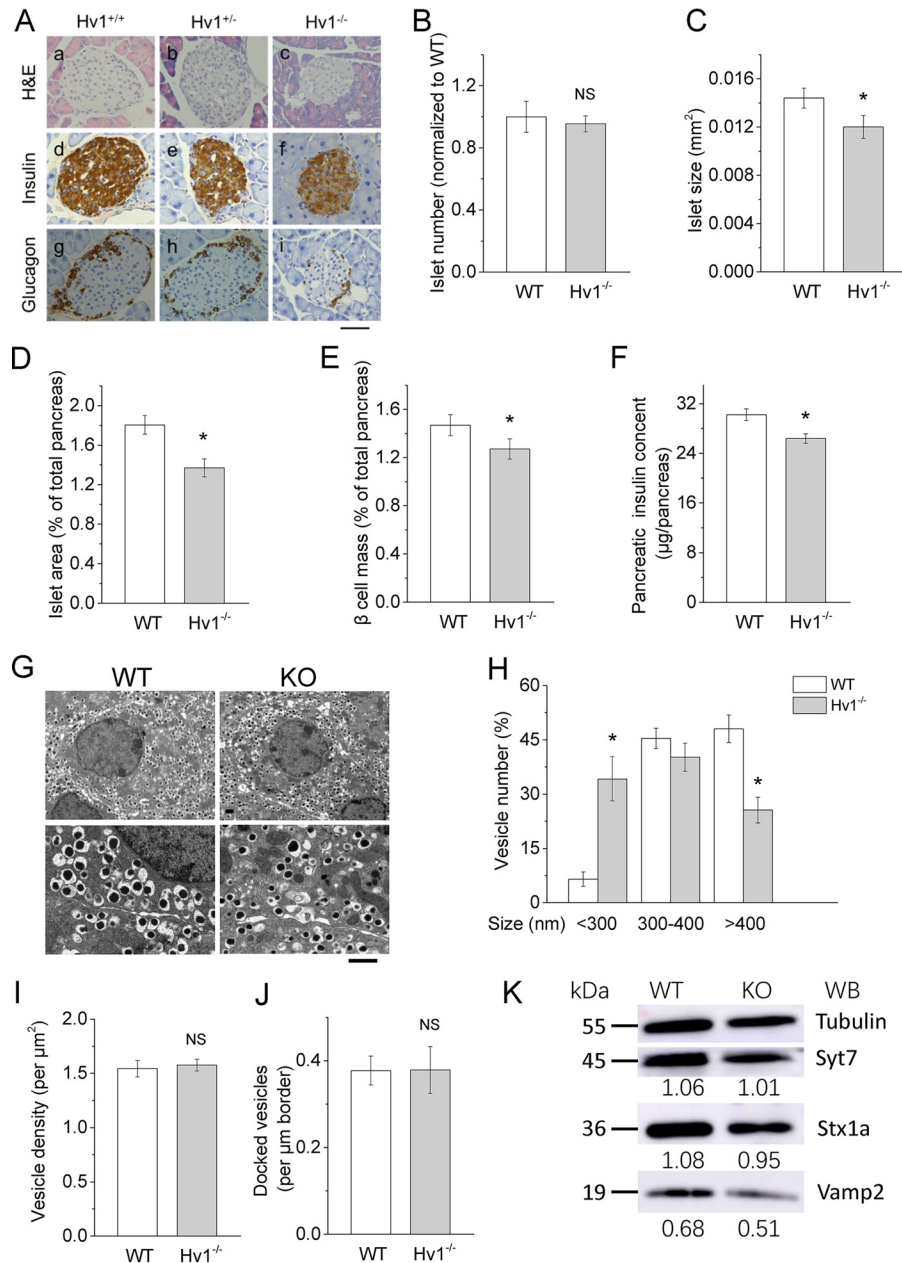 A
Hv1+/+ Hv1+/- Hv1-/-
H&E
a b c
Insulin
d e f
Glucagon
g h i
B
Islet number (normalized to WT)
1.2
0.8
0.4
0.0
NS
WT Hv1-/-
C
Islet size (mm²)
0.016
0.012
0.008
0.004
0.000
*
WT Hv1-/-
D
Islet area (% of total pancreas)
1.8
1.2
0.6
0.0
*
WT Hv1-/-
E
β cell mass (% of total pancreas)
1.6
1.2
0.8
0.4
0.0
*
WT Hv1-/-
F
Pancreatic insulin concent
(μg/pancreas)
32
24
16
8
0
*
WT Hv1-/-
G
WT KO
H
Vesicle number (%)
60
45
30
15
0
WT
Hv1-/-
* *
Size (nm) <300 300-400 >400
I
Vesicle density (per μm²)
2.0
1.5
1.0
0.5
0.0
NS
WT Hv1-/-
J
Docked vesicles
(per μm border)
0.4
0.2
0.0
NS
WT Hv1-/-
K
kDa WT KO WB
55 Tubulin
45 Syt7
1.06 1.01
36 Stx1a
1.08 0.95
19 Vamp2
0.68 0.51